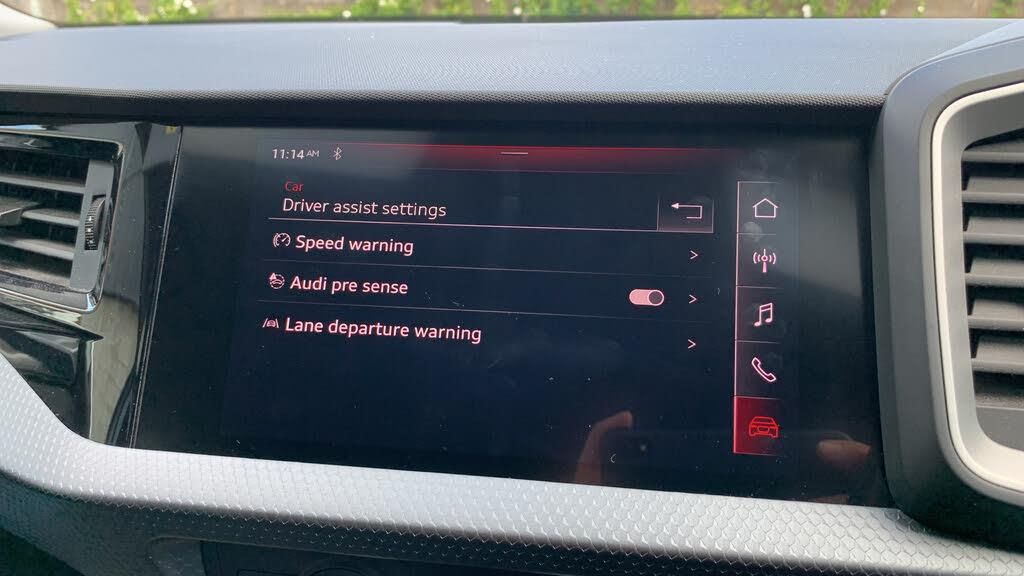 11:14 AM
Car
Driver assist settings
Speed warning
Audi pre sense
Lane departure warning